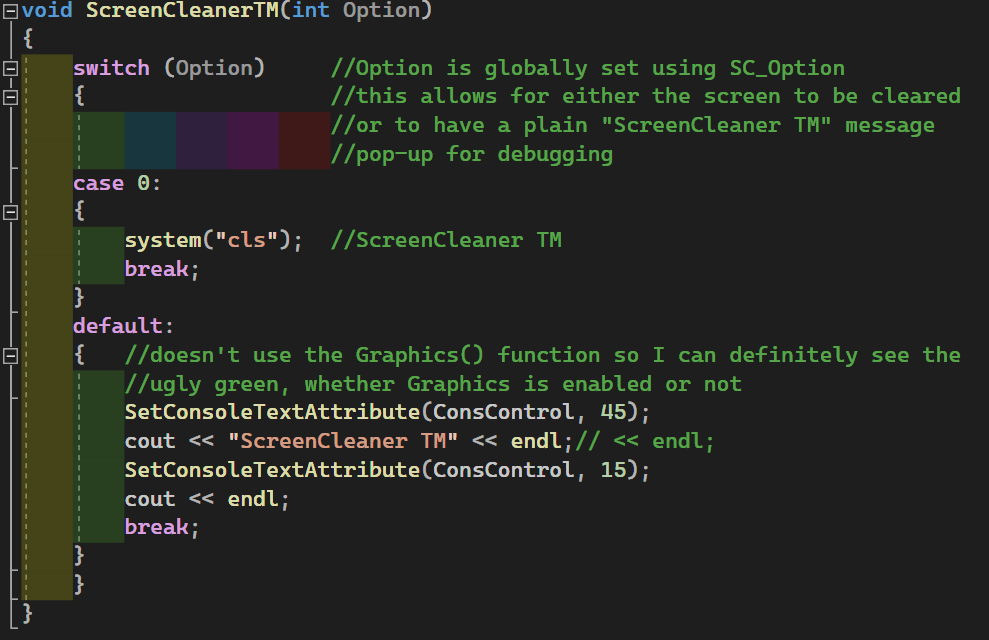 void ScreenCleanerTM(int Option)
{
switch (Option) //Option is globally set using SC_Option
{ //this allows for either the screen to be cleared
//or to have a plain "ScreenCleaner TM" message
//pop-up for debugging
case 0:
{
system("cls"); //ScreenCleaner TM
break;
}
default:
{ //doesn't use the Graphics() function so I can definitely see the
//ugly green, whether Graphics is enabled or not
SetConsoleTextAttribute(ConsControl, 45);
cout << "ScreenCleaner TM" << endl;// << endl;
SetConsoleTextAttribute(ConsControl, 15);
cout << endl;
break;
}
}
}